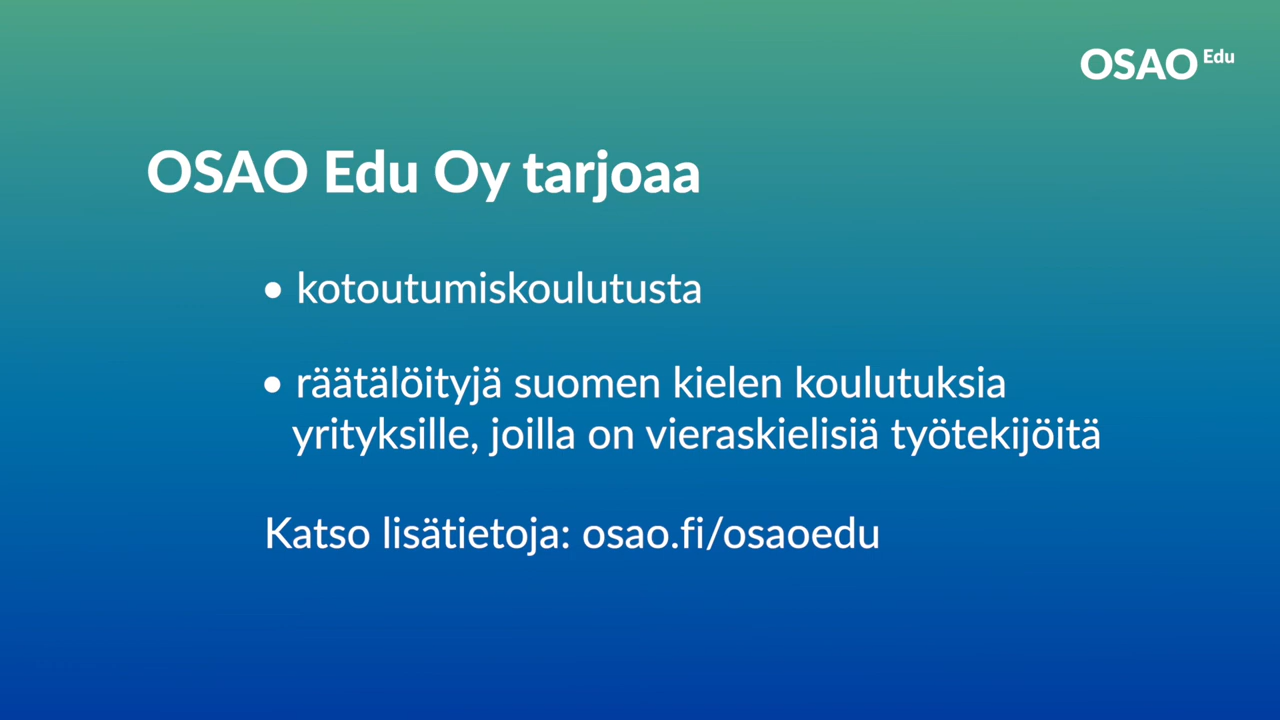 OSAO Edu
OSAO Edu Oy tarjoaa
• kotoutumiskoulutusta
• räätälöityjä suomen kielen koulutuksia
yrityksille, joilla on vieraskielisiä työtekijöitä
Katso lisätietoja: osao.fi/osaoedu